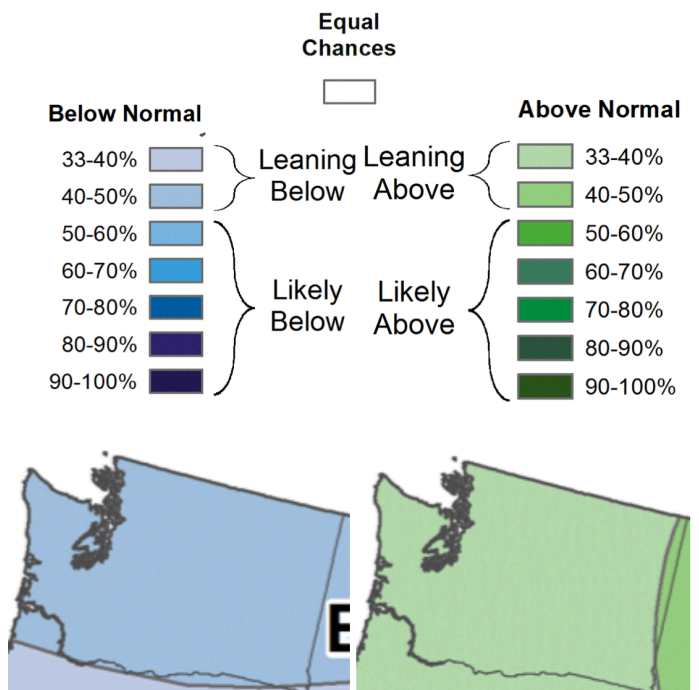 Equal
Chances
Below Normal
33-40%
40-50%
50-60%
60-70%
70-80%
80-90%
90-100%
Leaning
Below
Likely
Below
Leaning
Above
Likely
Above
Above Normal
33-40%
40-50%
50-60%
60-70%
70-80%
80-90%
90-100%
E